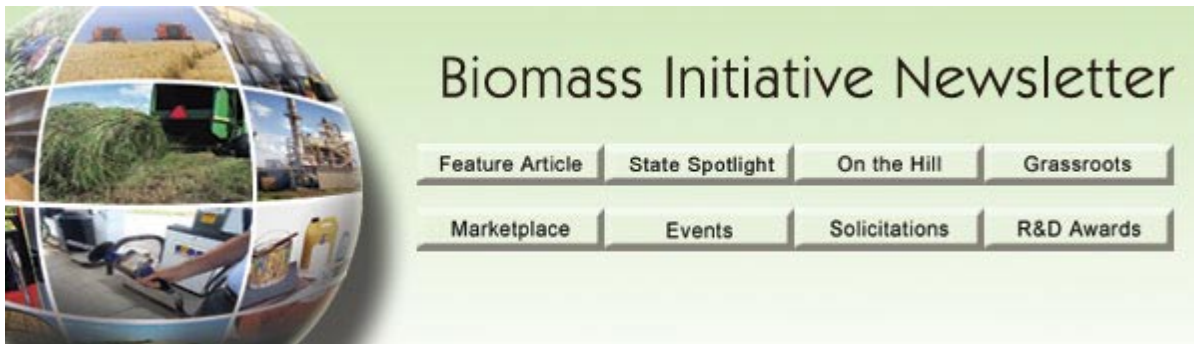 Biomass Initiative Newsletter
Feature Article State Spotlight On the Hill Grassroots
Marketplace Events Solicitations R&D Awards